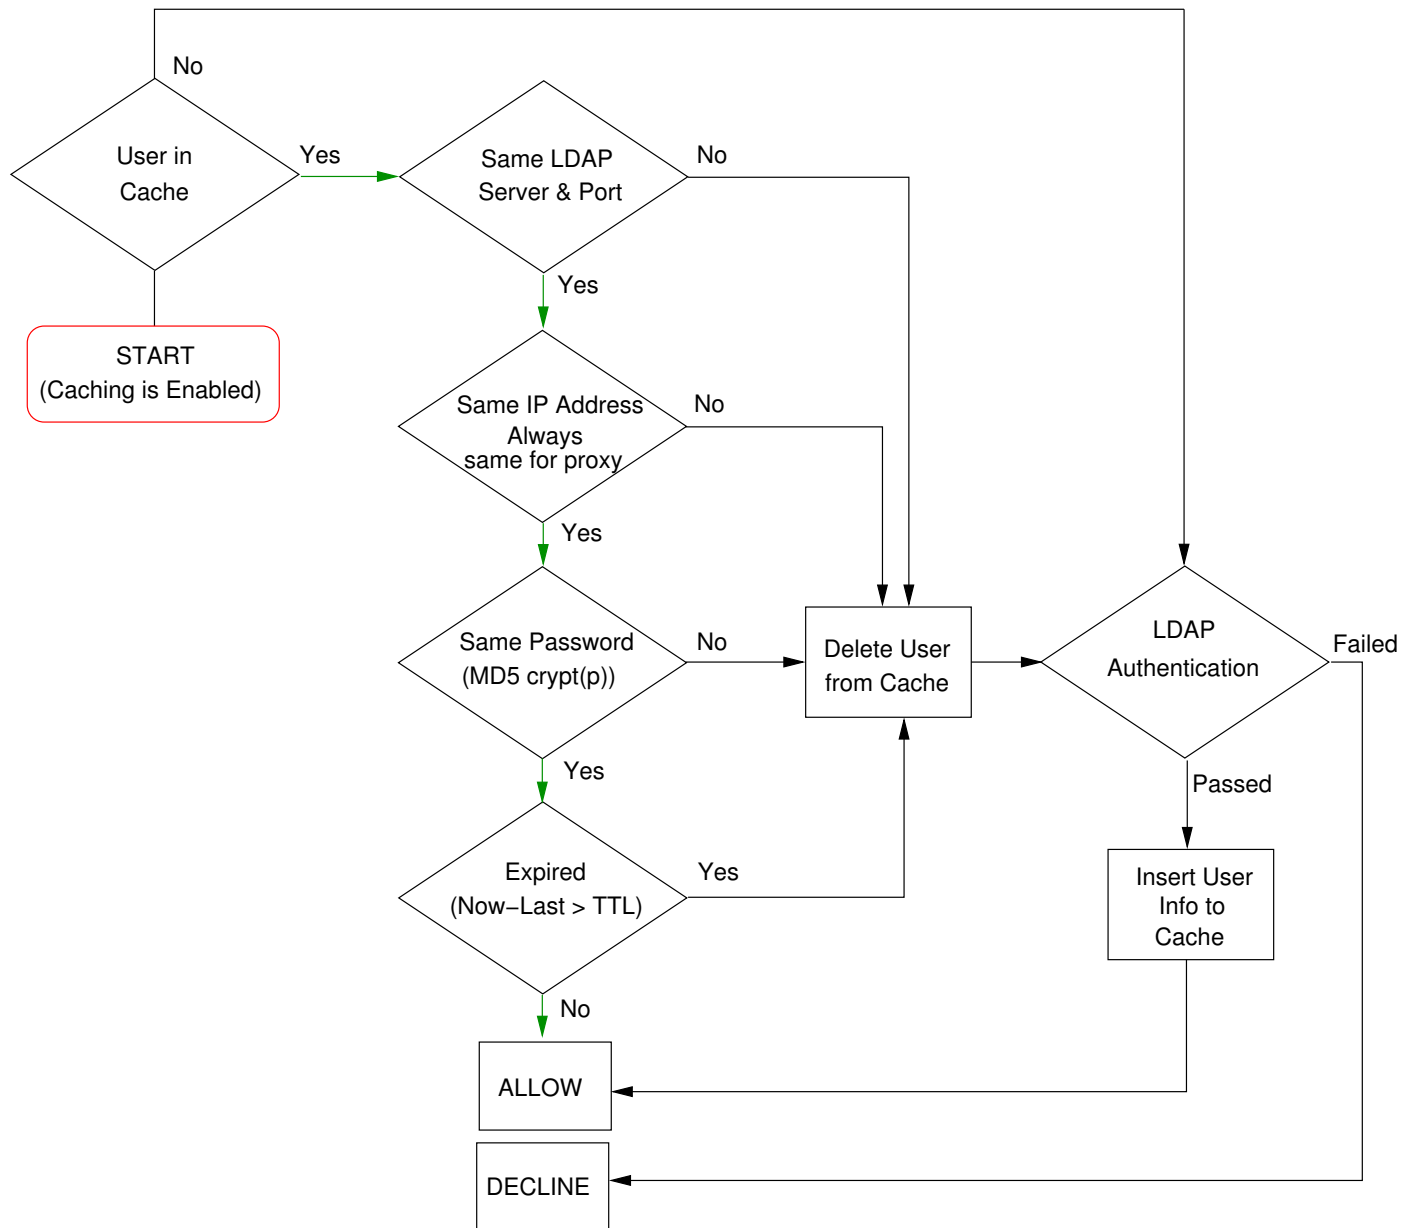 No
User in
Cache
Yes
Same LDAP
Server & Port
No
Yes
START
(Caching is Enabled)
Same IP Address
Always
same for proxy
No
Yes
Same Password
(MD5 crypt(p))
No
Delete User
from Cache
LDAP
Authentication
Failed
Yes
Passed
Expired
(Now−Last > TTL)
Yes
Insert User
Info to
Cache
No
ALLOW
DECLINE